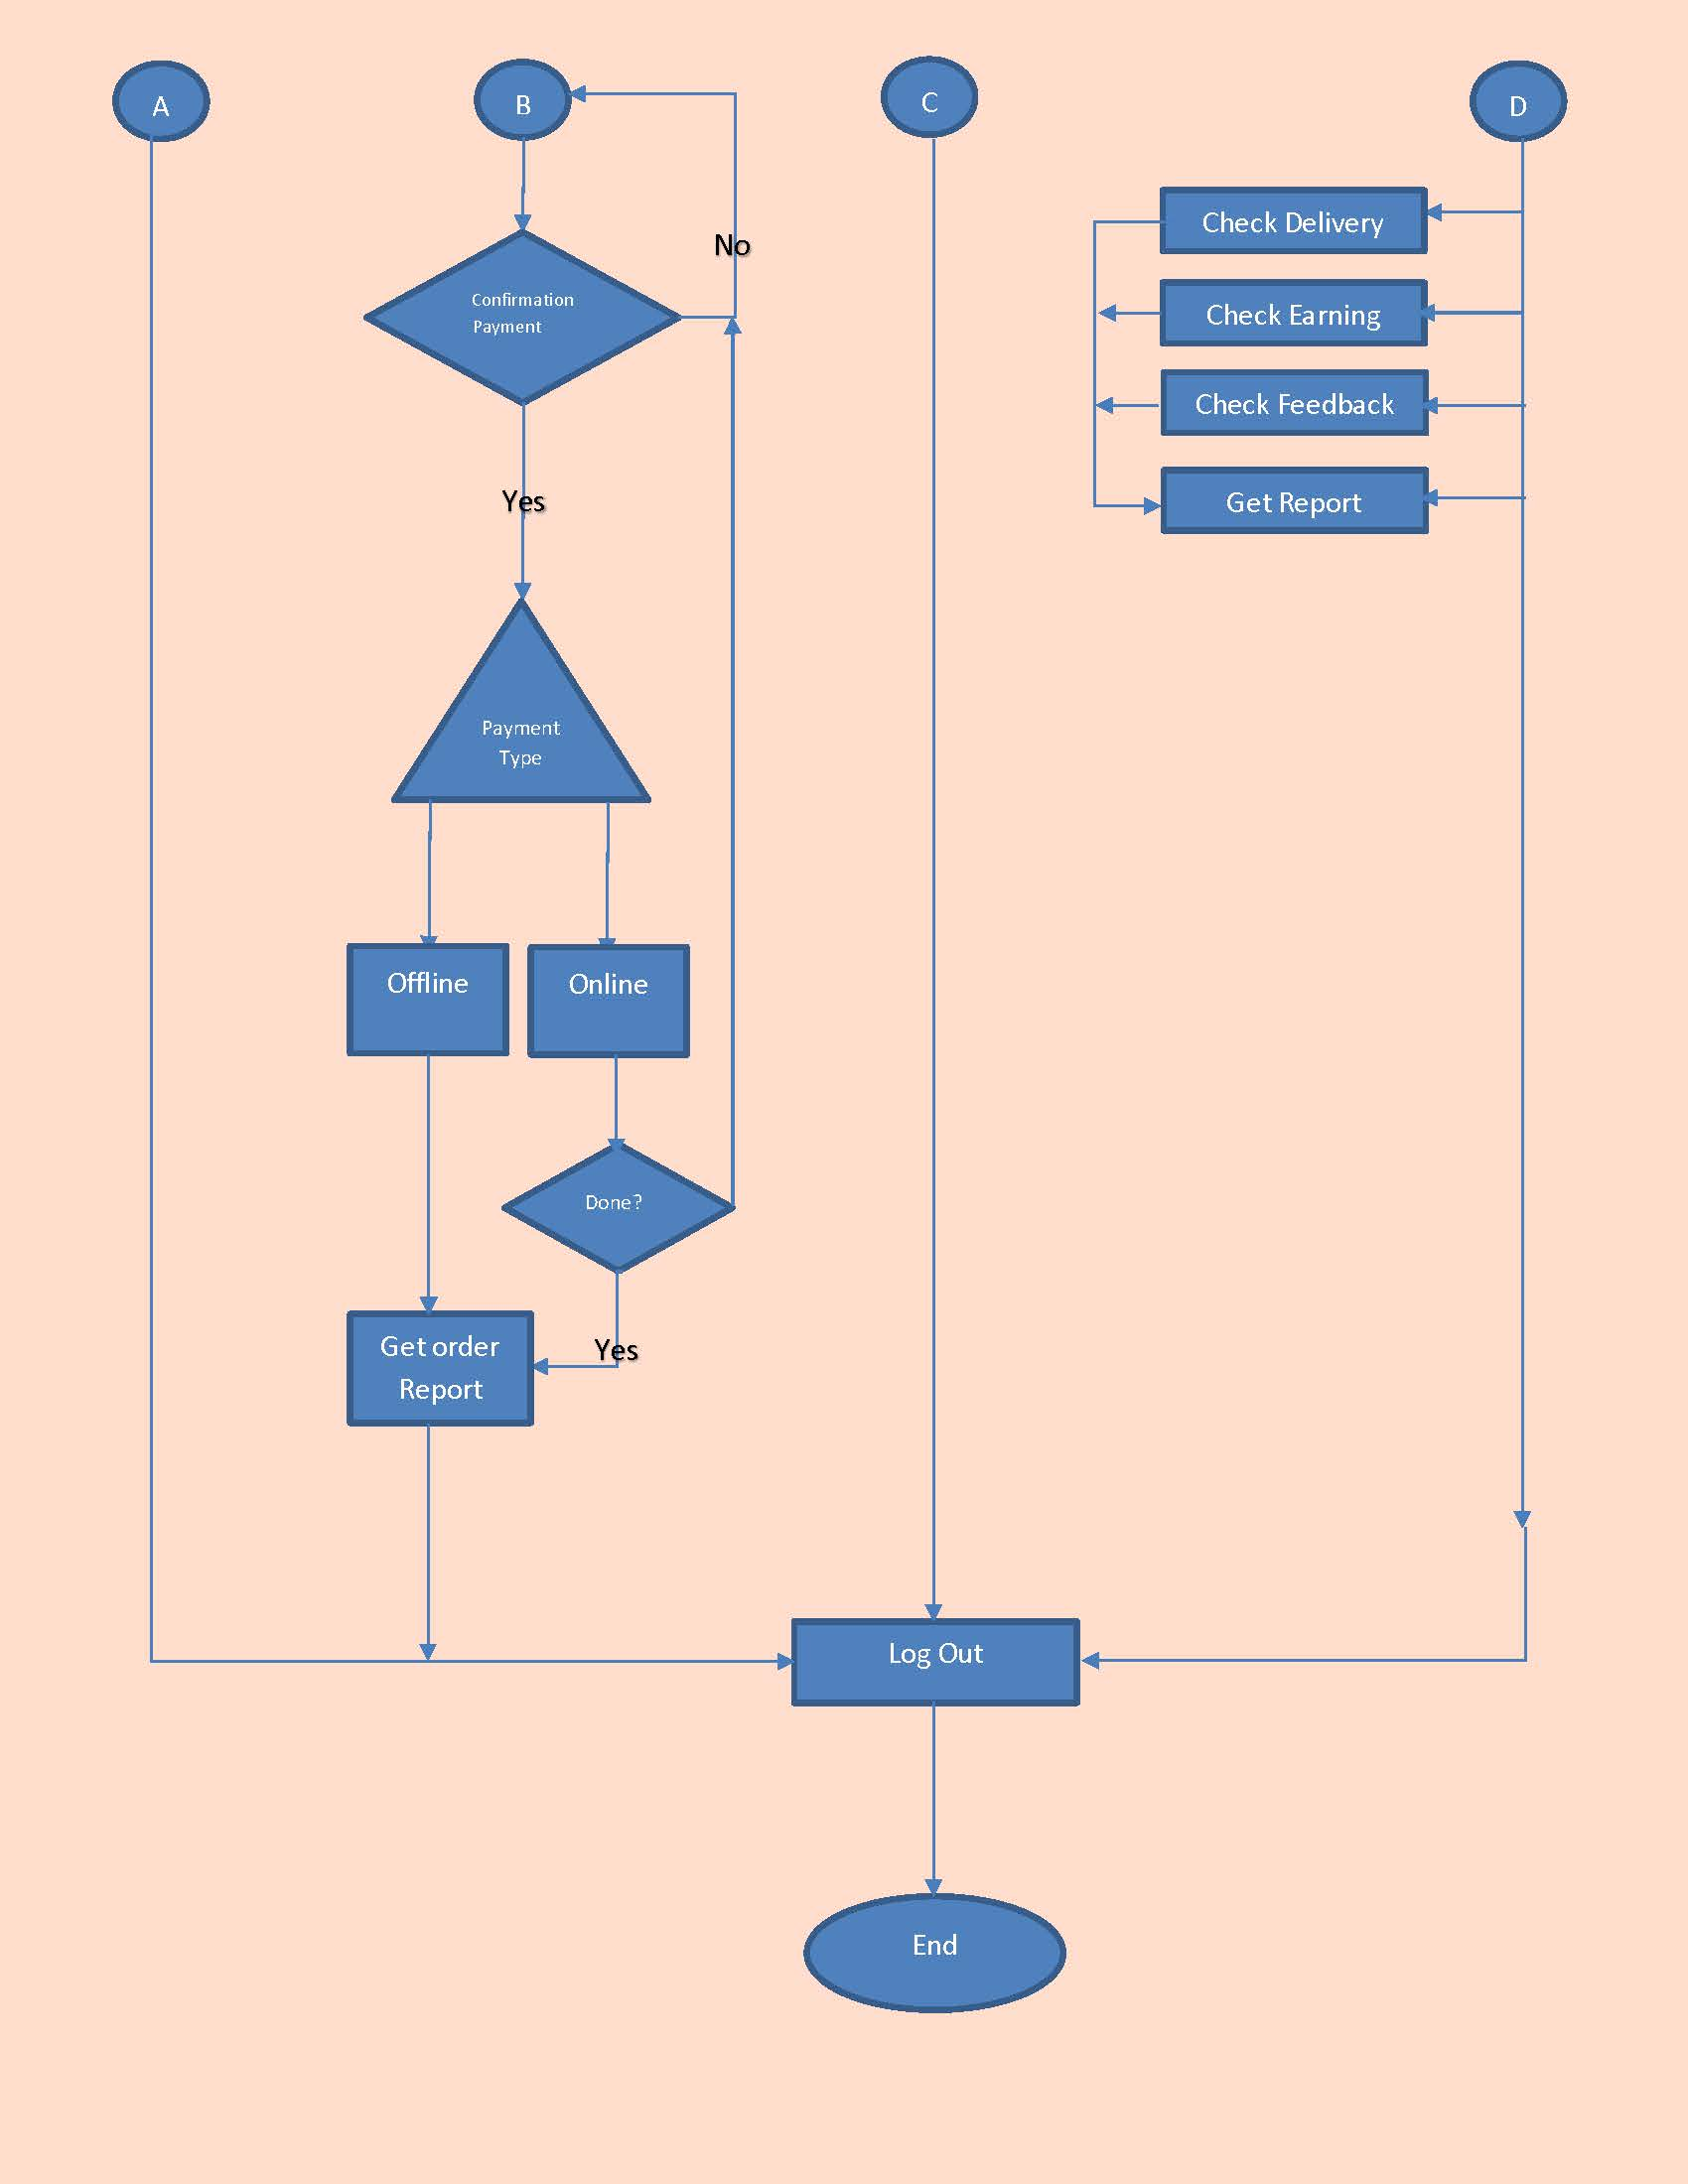 A
B
C
D
No
Confirmation
Payment
Yes
Payment
Type
Offline
Online
Done?
Yes
Get order
Report
Check Delivery
Check Earning
Check Feedback
Get Report
Log Out
End